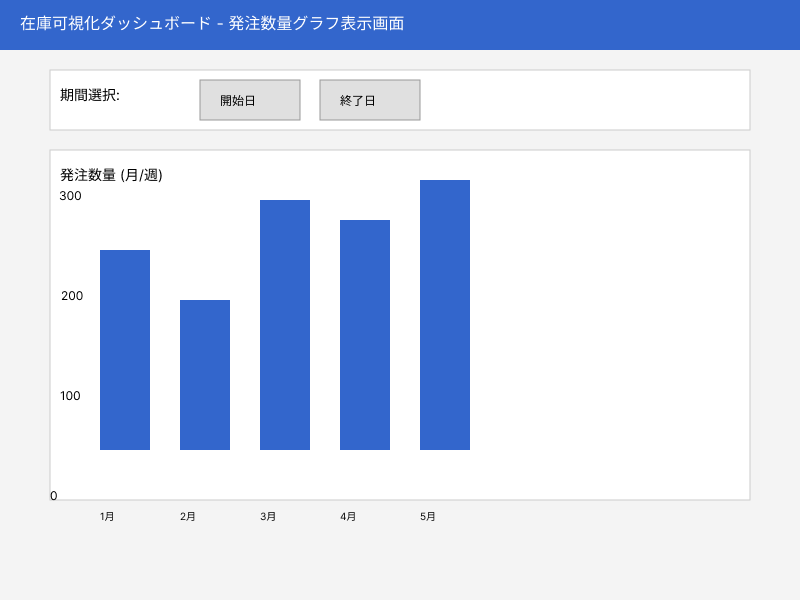 在庫可視化ダッシュボード - 発注数量グラフ表示画面
期間選択: 開始日 終了日
発注数量 (月/週)
300
200
100
0
1月 2月 3月 4月 5月